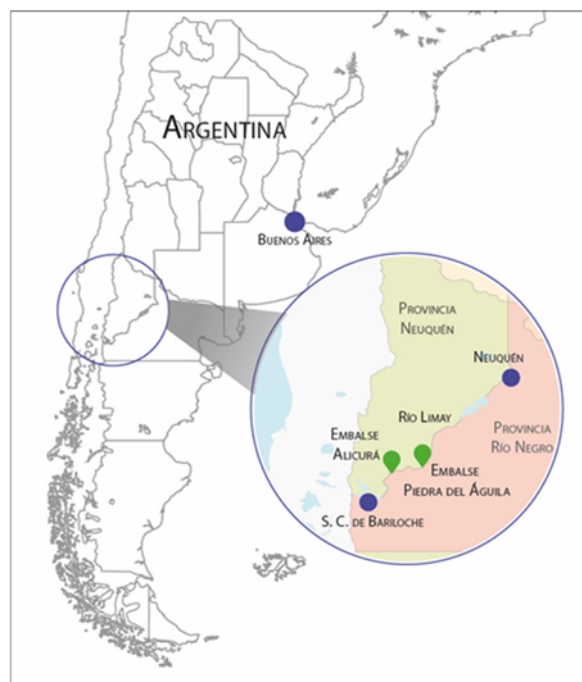 ARGENTINA
BUENOS AIRES
PROVINCIA
NEUQUÉN
NEUQUÉN
RÍO LIMAY
PROVINCIA
RÍO NEGRO
EMBALSE
ALICURÁ
EMBALSE
PIEDRA DEL ÁGUILA
S. C. DE BARILOCHE